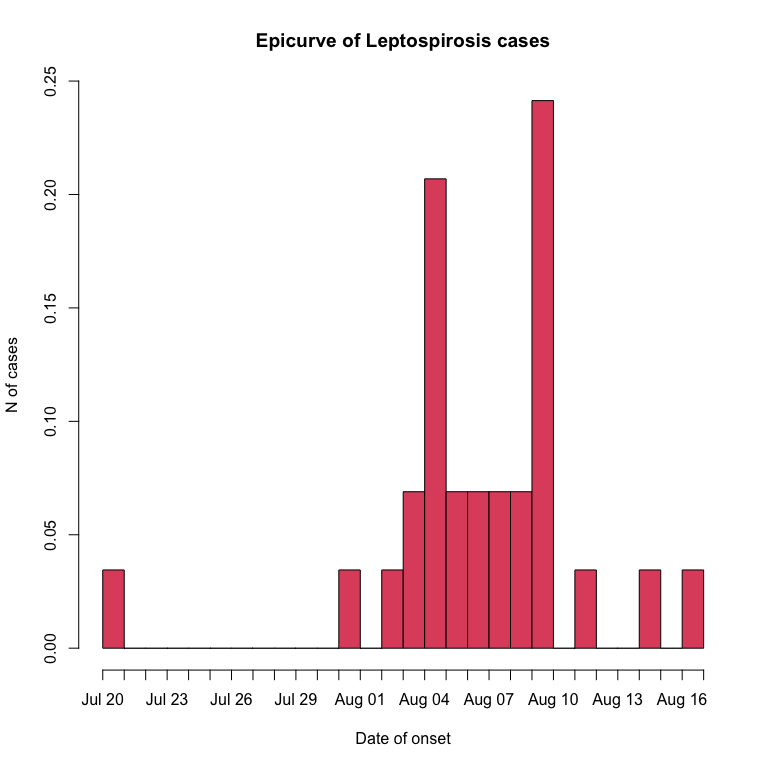 Epicurve of Leptospirosis cases
0.25
0.20
0.15
0.10
0.05
0.00
N of cases
Jul 20 Jul 23 Jul 26 Jul 29 Aug 01 Aug 04 Aug 07 Aug 10 Aug 13 Aug 16
Date of onset